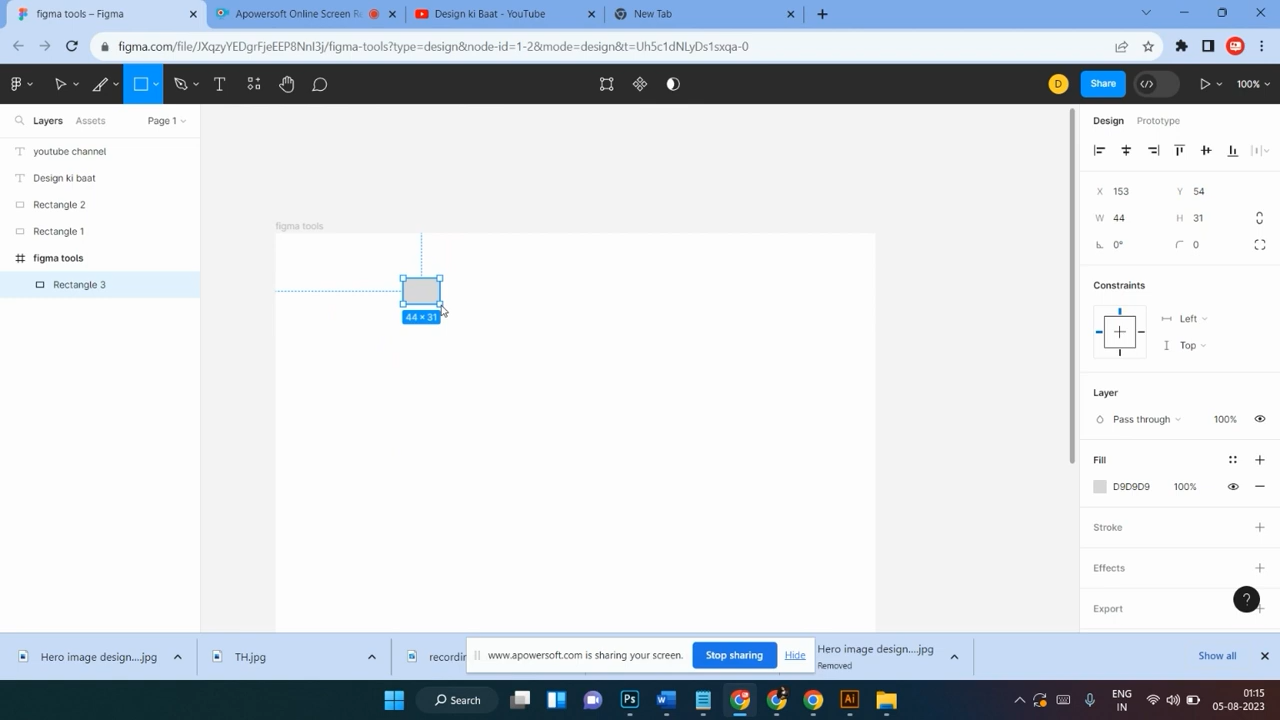 figma tools – Figma
Apowersoft Online Screen Re
Design ki Baat - YouTube
New Tab
figma.com/file/JXqzyYEDgrFjeEEP8NnI3j/figma-tools?type=design&node-id=1-2&mode=design&t=Uh5c1dNLyDs1sxqa-0
D
Share
100%
Layers
Assets
Page 1
youtube channel
Design ki baat
Rectangle 2
Rectangle 1
figma tools
Rectangle 3
figma tools
44 × 31
Design
Prototype
X 153
Y 54
W 44
H 31
0°
0
Constraints
Left
Top
Layer
Pass through
100%
Fill
D9D9D9
100%
Stroke
Effects
Export
?
Hero image design....jpg
TH.jpg
www.apowersoft.com is sharing your screen.
Stop sharing
Hide
Hero image design....jpg
Removed
Show all
Search
Ps
W
Ai
ENG
IN
01:15
05-08-2023